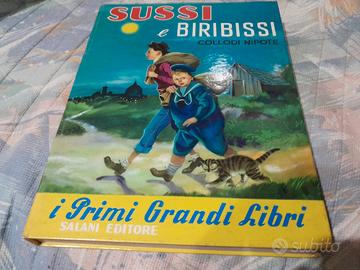 SUSSI
e BIRIBISSI
COLLODI NIPOTE
i Primi Grandi Libri
SALANI EDITORE
subito